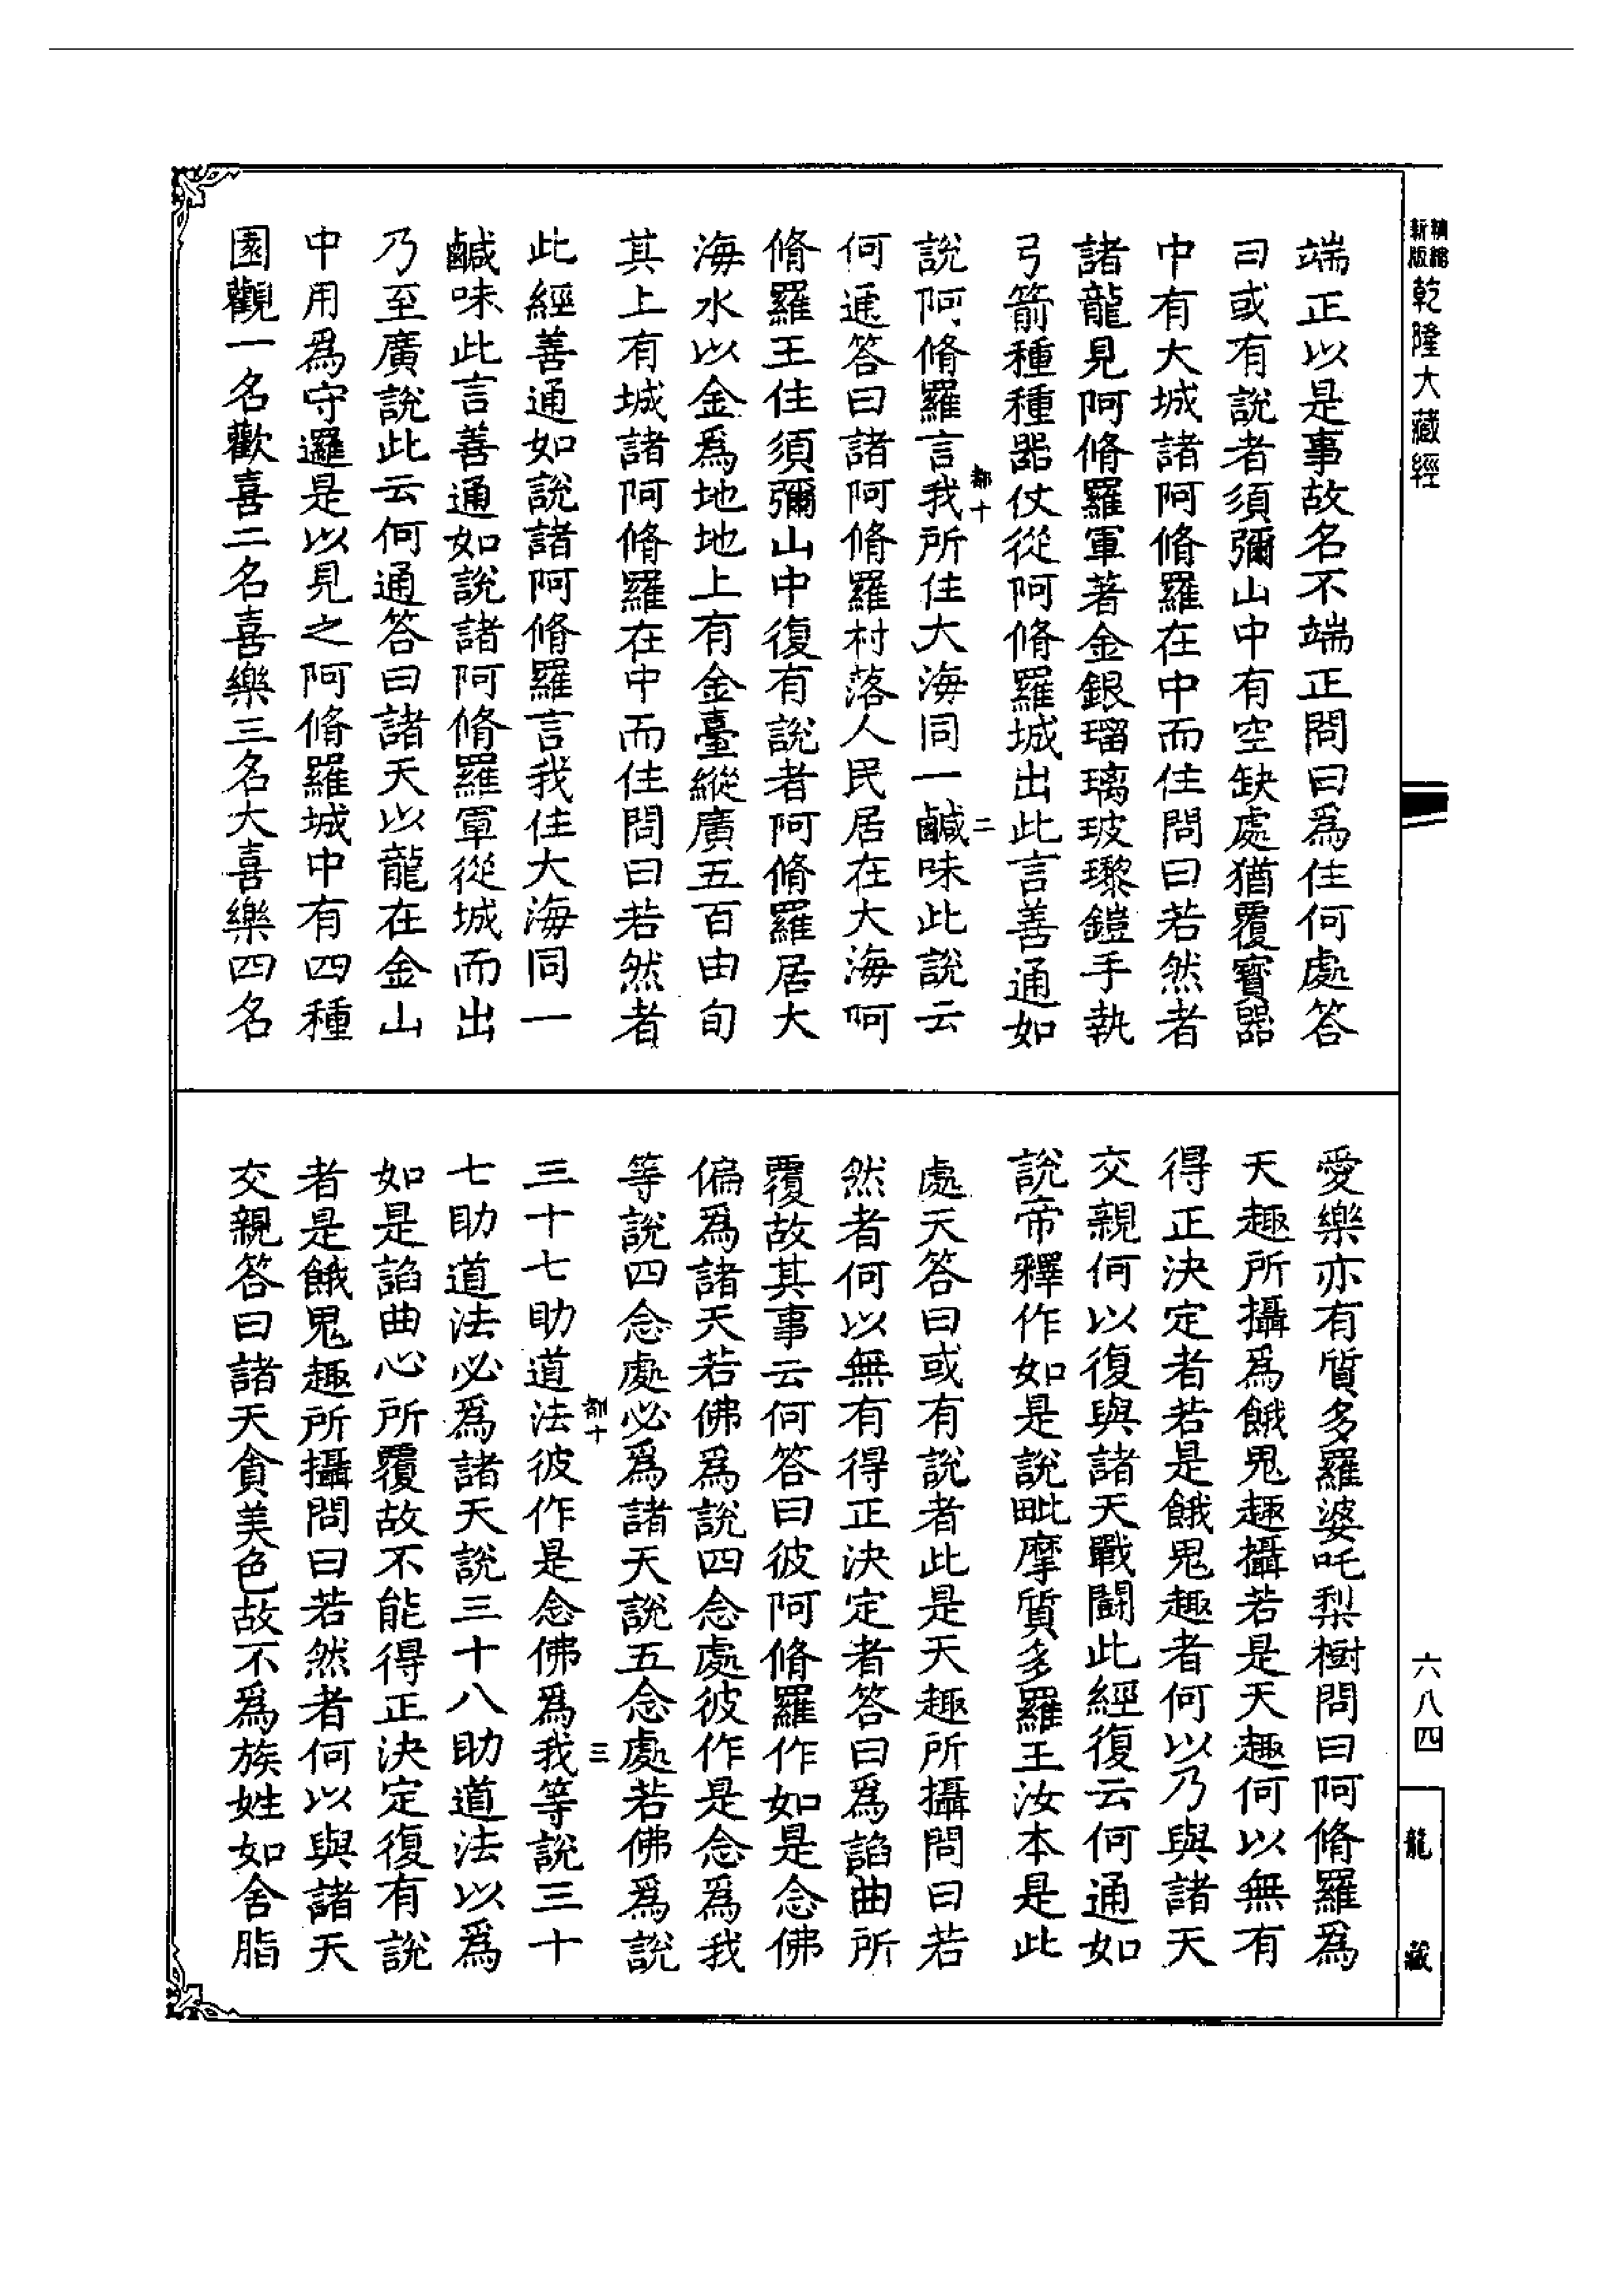 新版精縮乾隆大藏經
端正以是事故名不端正問曰爲住何處答
曰或有說者須彌山中有空缺處猶覆寶器
中有大城諸阿脩羅在中而住問曰若然者
諸龍見阿脩羅軍著金銀瑠璃玻瓈鎧手執
弓箭種種器仗從阿脩羅城出此言善通如
都十
二
說阿脩羅言我所住大海同一鹹味此說云
何通答曰諸阿脩羅村落人民居在大海阿
脩羅王住須彌山中復有說者阿脩羅居大
海水以金爲地地上有金臺縱廣五百由旬
其上有城諸阿脩羅在中而住問曰若然者
此經善通如說諸阿脩羅言我住大海同一
鹹味此言善通如說諸阿脩羅軍從城而出
乃至廣說此云何通答曰諸天以龍在金山
中用爲守邏是以見之阿脩羅城中有四種
園觀一名歡喜二名喜樂三名大喜樂四名
愛樂亦有質多羅婆吒梨樹問曰阿脩羅爲
天趣所攝爲餓鬼趣攝若是天趣何以無有
得正決定者若是餓鬼趣者何以乃與諸天
交親何以復與諸天戰鬪此經復云何通如
說帝釋作如是說毗摩質多羅王汝本是此
處天答曰或有說者此是天趣所攝問曰若
然者何以無有得正決定者答曰爲諂曲所
覆故其事云何答曰彼阿脩羅作如是念佛
偏爲諸天若佛爲說四念處彼作是念爲我
等說四念處必爲諸天說五念處若佛爲說
都十
三
三十七助道法彼作是念佛爲我等說三十
七助道法必爲諸天說三十八助道法以爲
如是諂曲心所覆故不能得正決定復有說
者是餓鬼趣所攝問曰若然者何以與諸天
交親答曰諸天貪美色故不爲族姓如舍脂
六八四
龍藏